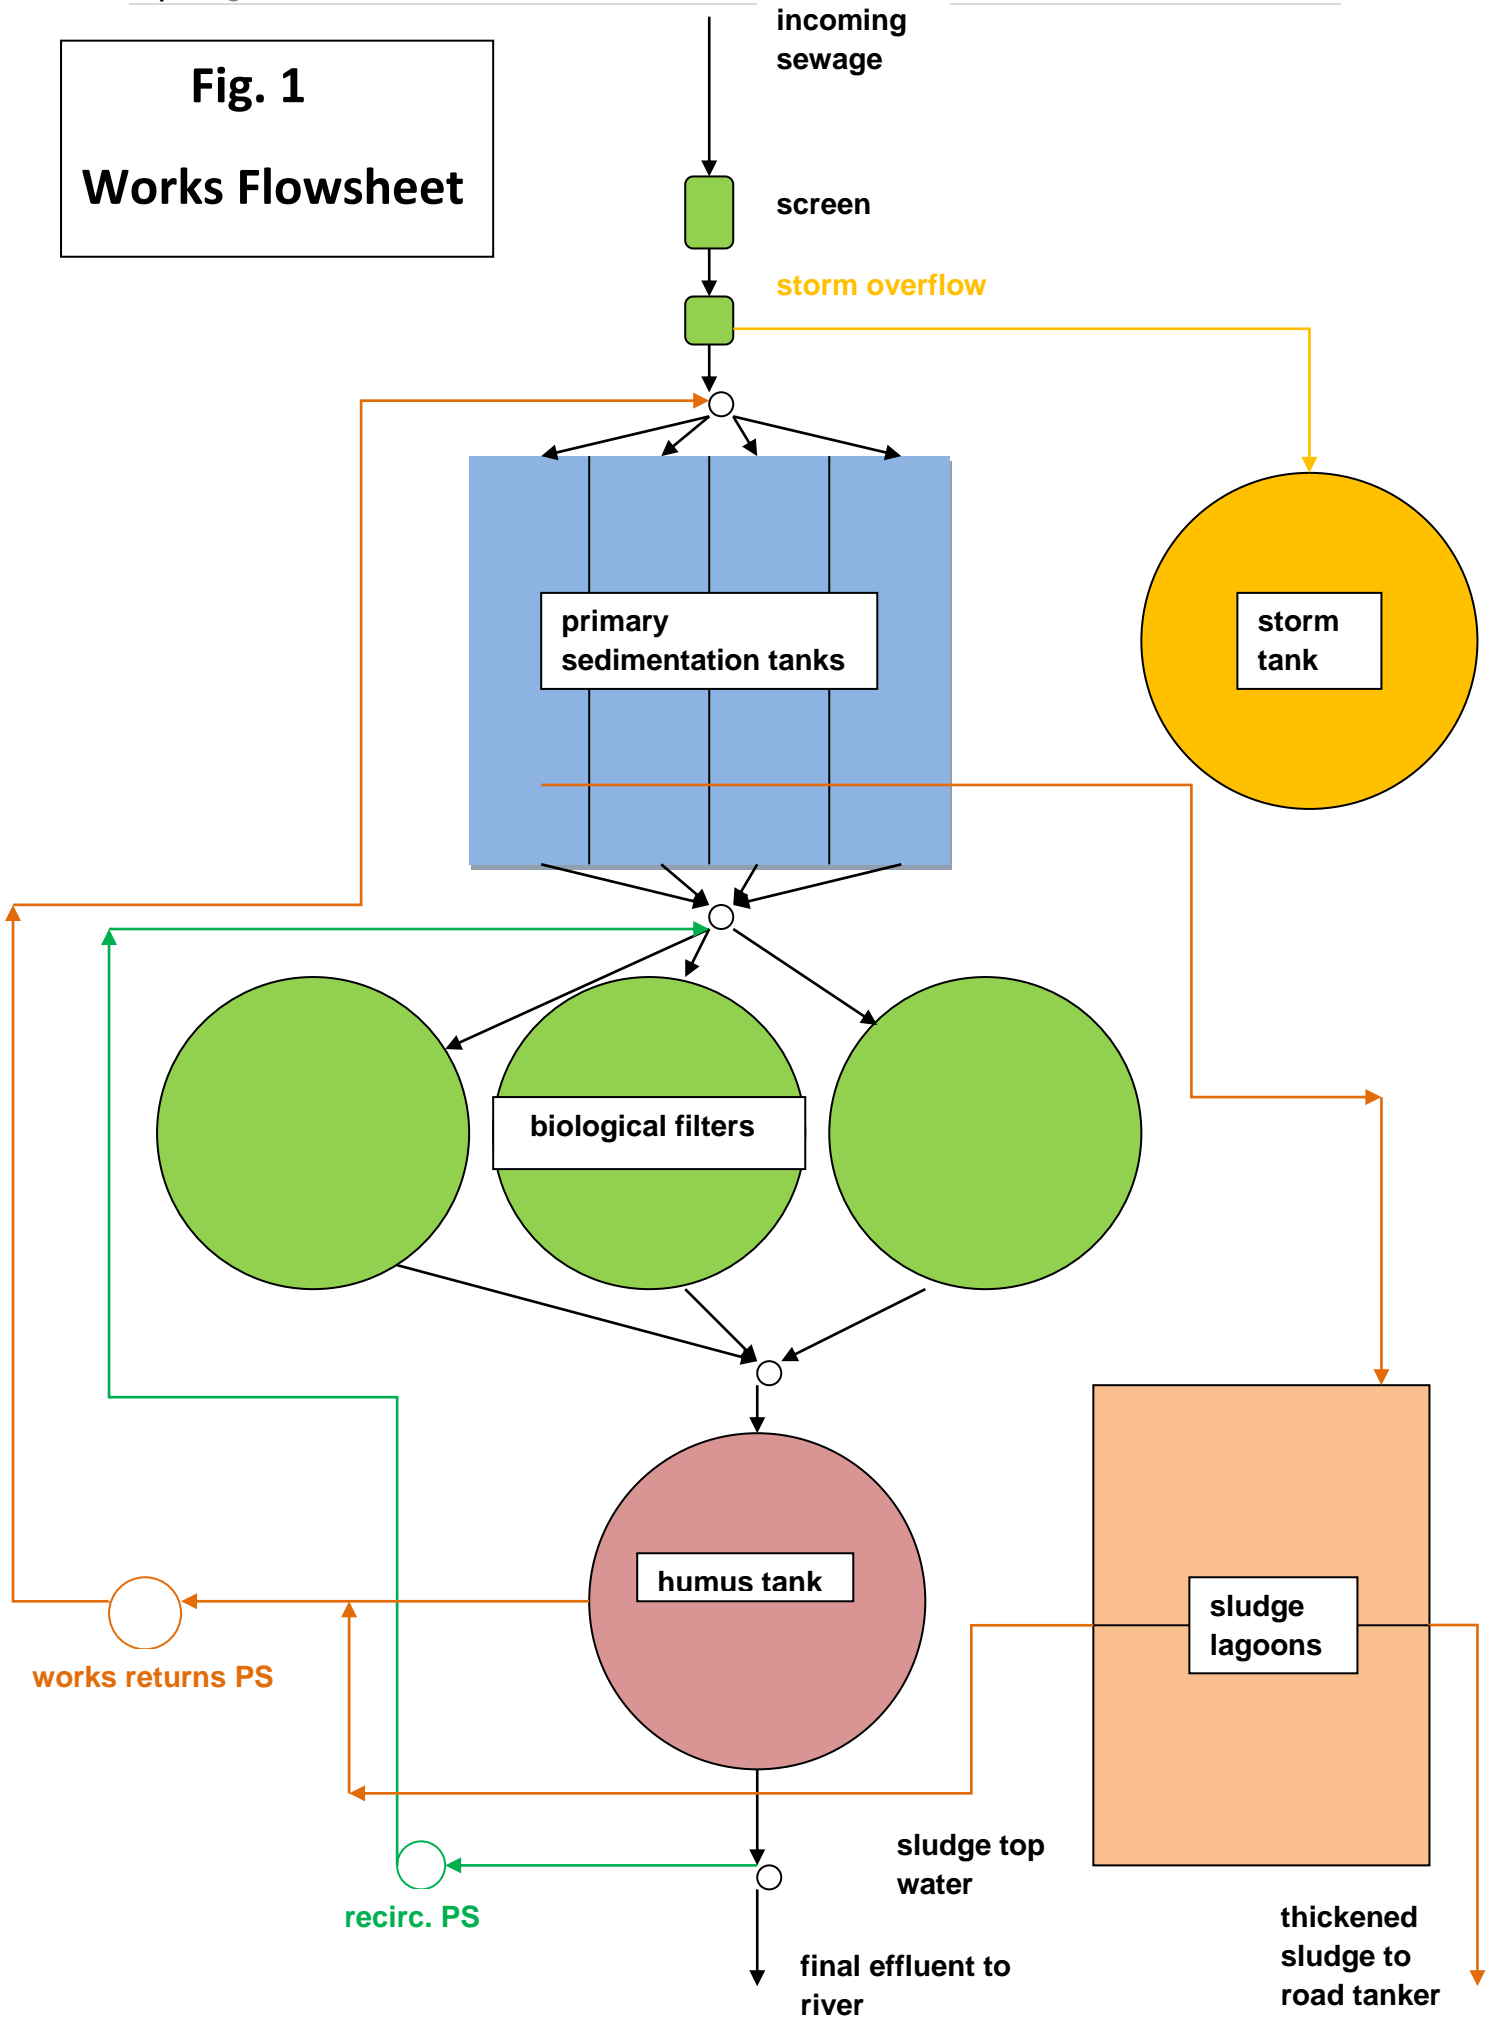 incoming
sewage
Fig. 1
Works Flowsheet
screen
storm overflow
primary
sedimentation tanks
storm
tank
biological filters
humus tank
sludge
lagoons
works returns PS
sludge top
water
recirc. PS
thickened
sludge to
road tanker
final effluent to
river